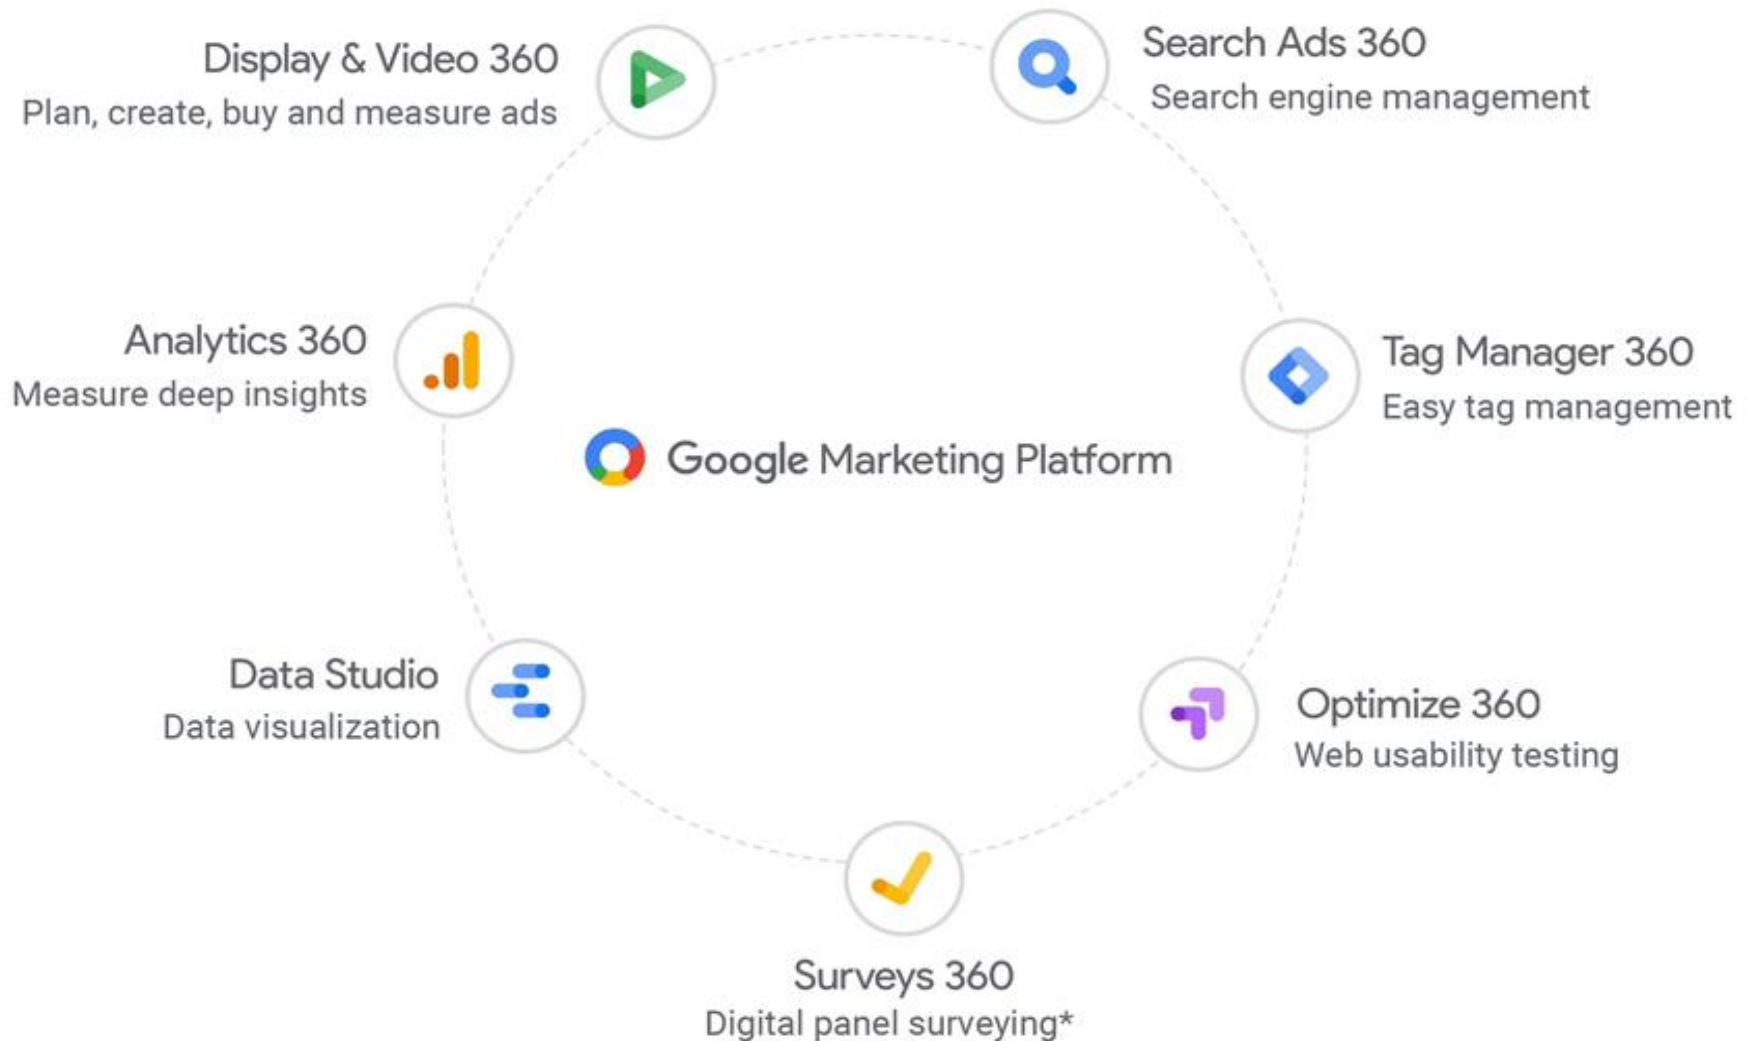 Display & Video 360
Plan, create, buy and measure ads
Search Ads 360
Search engine management
Analytics 360
Measure deep insights
Tag Manager 360
Easy tag management
Google Marketing Platform
Data Studio
Data visualization
Optimize 360
Web usability testing
Surveys 360
Digital panel surveying*